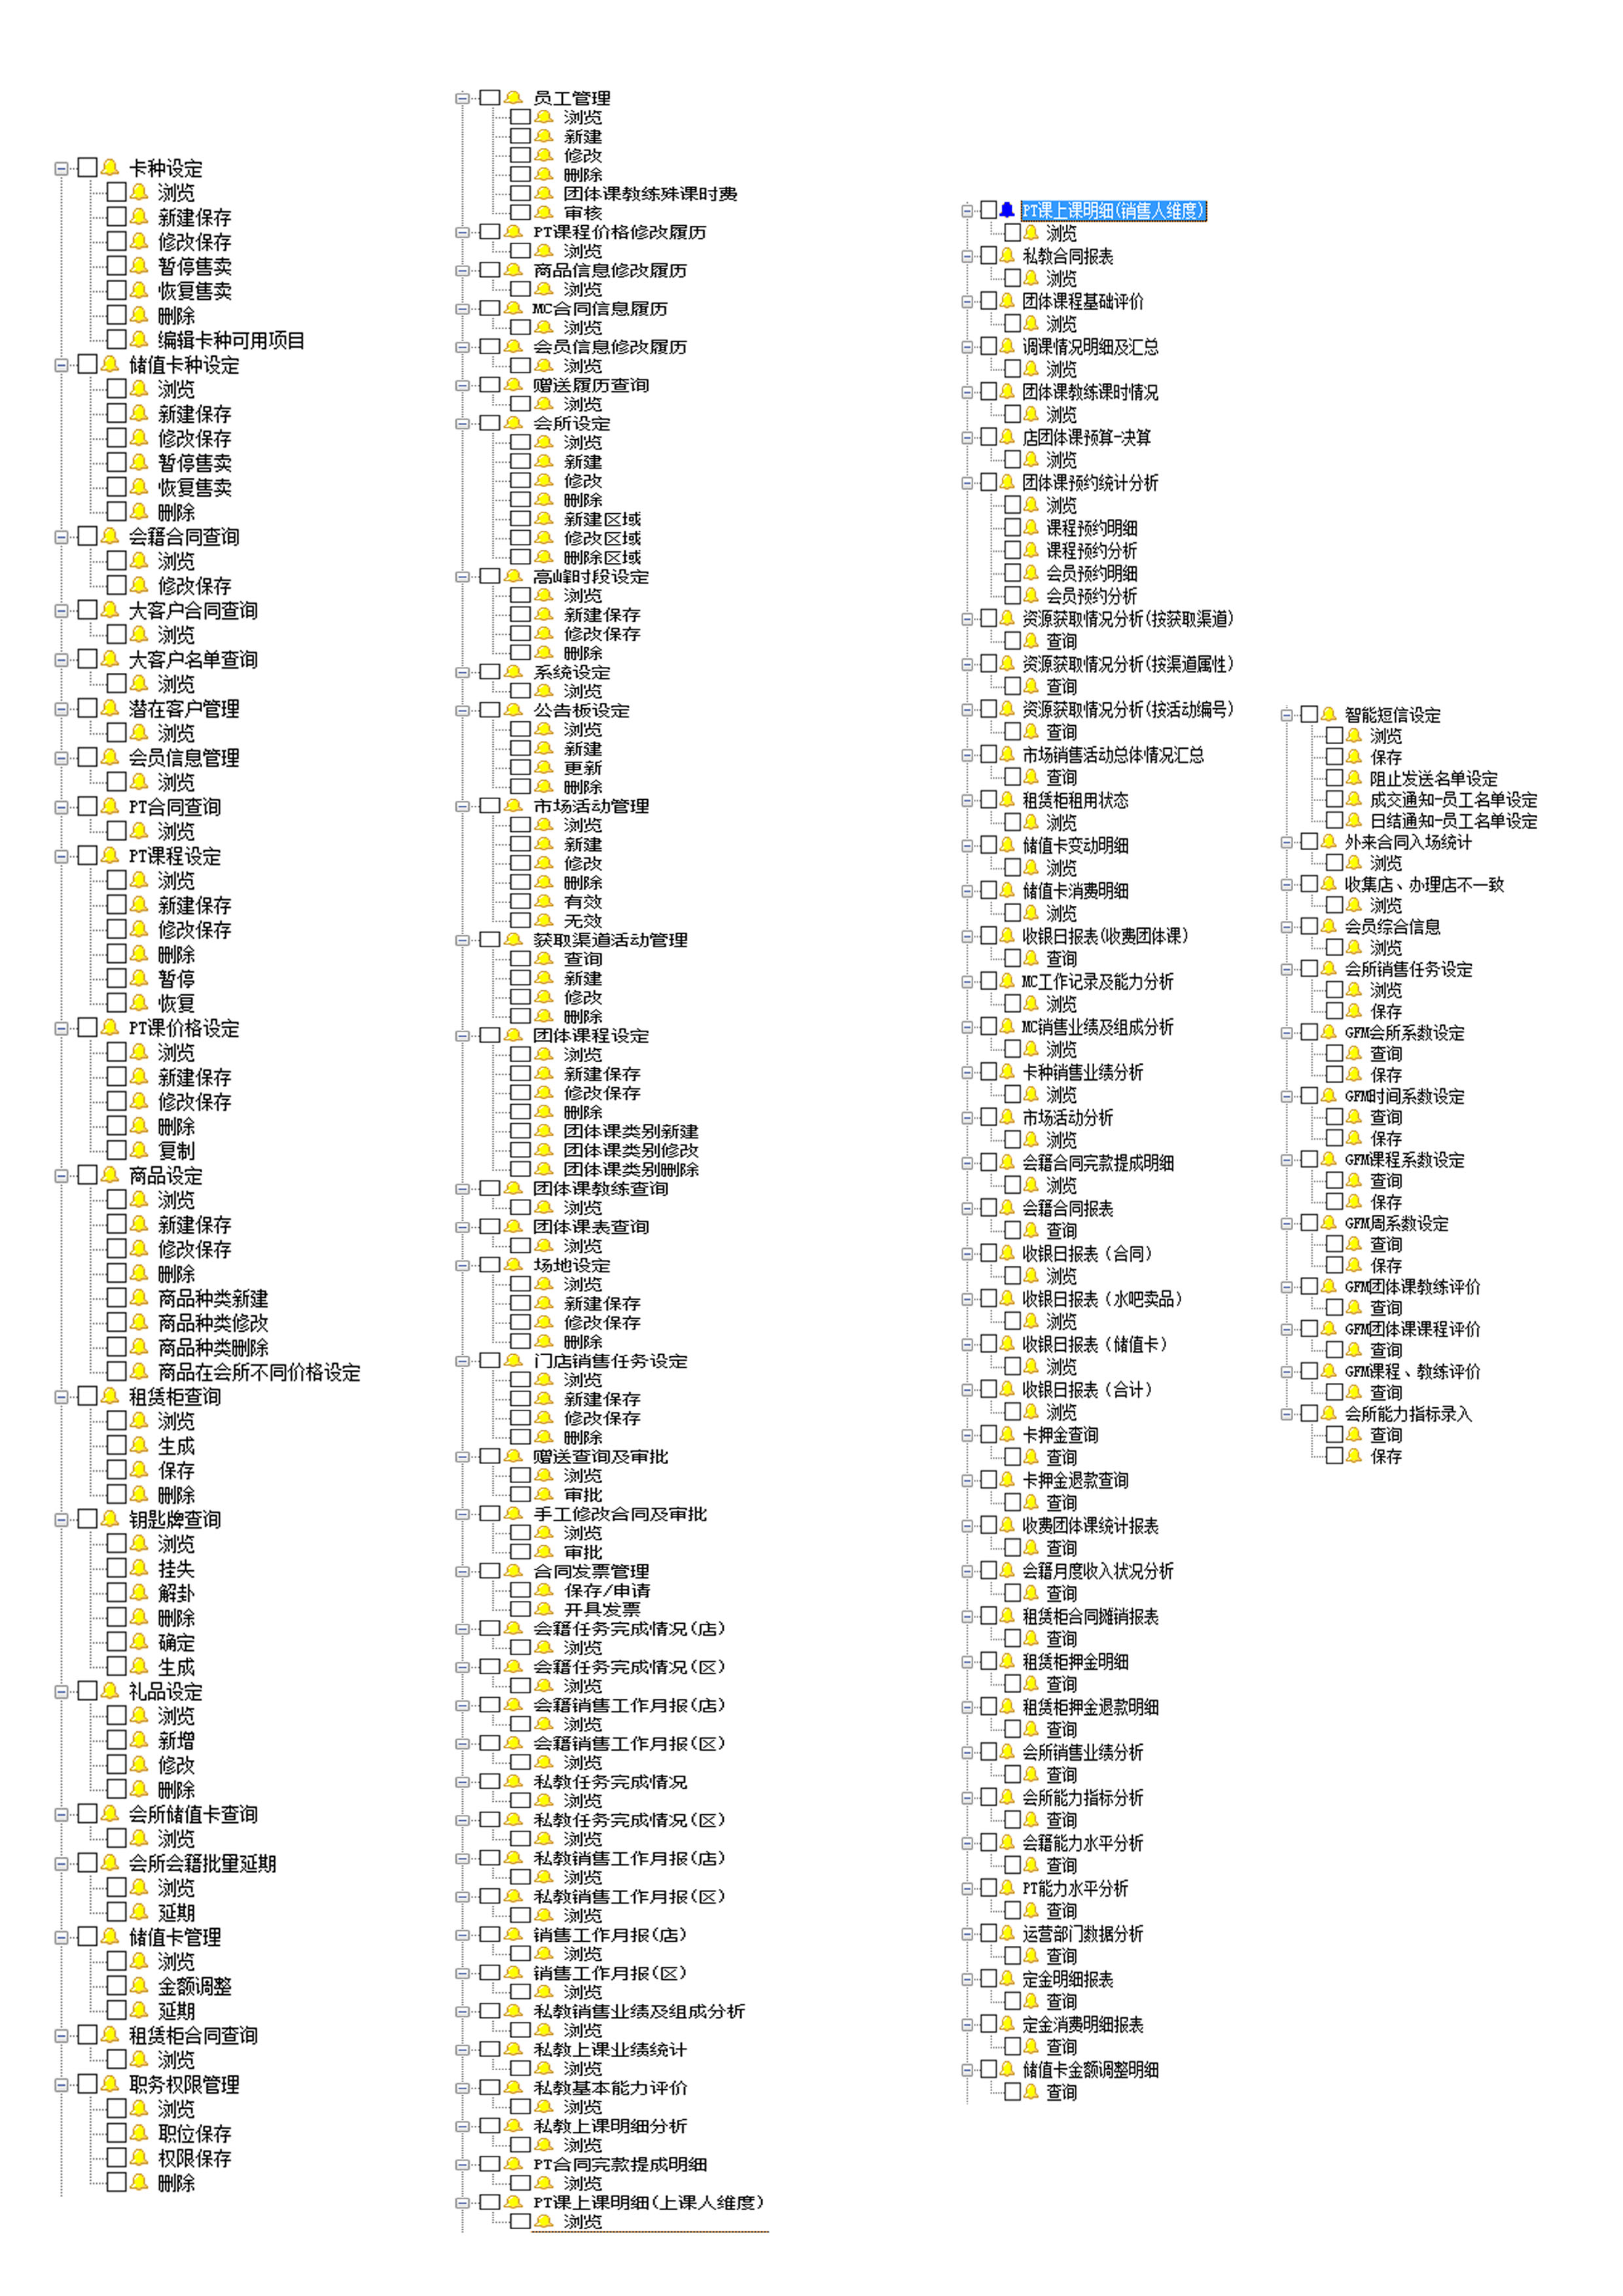 卡种设定
浏览
新建保存
修改保存
暂停售卖
恢复售卖
删除
编辑卡种可用项目
储值卡种设定
浏览
新建保存
修改保存
暂停售卖
恢复售卖
删除
会籍合同查询
浏览
修改保存
大客户合同查询
浏览
大客户名单查询
浏览
潜在客户管理
浏览
会员信息管理
浏览
PT合同查询
浏览
PT课程设定
浏览
新建保存
修改保存
删除
暂停
恢复
PT课价格设定
浏览
新建保存
修改保存
删除
复制
商品设定
浏览
新建保存
修改保存
删除
商品种类新建
商品种类修改
商品种类删除
商品在会所不同价格设定
租赁柜查询
浏览
生成
保存
删除
钥匙牌查询
浏览
挂失
解卦
删除
确定
生成
礼品设定
浏览
新增
修改
删除
会所储值卡查询
浏览
会所会籍批量延期
浏览
延期
储值卡管理
浏览
金额调整
延期
租赁柜合同查询
浏览
职务权限管理
浏览
职位保存
权限保存
删除
员工管理
浏览
新建
修改
删除
团体课教练殊课时费
审核
PT课程价格修改履历
浏览
商品信息修改履历
浏览
MC合同信息履历
浏览
会员信息修改履历
浏览
赠送履历查询
浏览
会所设定
浏览
新建
修改
删除
新建区域
修改区域
删除区域
高峰时段设定
浏览
新建保存
修改保存
删除
系统设定
浏览
公告板设定
浏览
新建
更新
删除
市场活动管理
浏览
新建
修改
删除
有效
无效
获取渠道活动管理
查询
新建
修改
删除
团体课程设定
浏览
新建保存
修改保存
删除
团体课类别新建
团体课类别修改
团体课类别删除
团体课教练查询
浏览
团体课表查询
浏览
场地设定
浏览
新建保存
修改保存
删除
门店销售任务设定
浏览
新建保存
修改保存
删除
赠送查询及审批
浏览
审批
手工修改合同及审批
浏览
审批
合同发票管理
保存/申请
开具发票
会籍任务完成情况(店)
浏览
会籍任务完成情况(区)
浏览
会籍销售工作月报(店)
浏览
会籍销售工作月报(区)
浏览
私教任务完成情况
浏览
私教任务完成情况(区)
浏览
私教销售工作月报(店)
浏览
私教销售工作月报(区)
浏览
销售工作月报(店)
浏览
销售工作月报(区)
浏览
私教销售业绩及组成分析
浏览
私教上课业绩统计
浏览
私教基本能力评价
浏览
私教上课明细分析
浏览
PT合同完款提成明细
浏览
PT课上课明细(上课人维度)
浏览
PT课上课明细(销售人维度)
浏览
私教合同报表
浏览
团体课程基础评价
浏览
调课情况明细及汇总
浏览
团体课教练课时情况
浏览
店团体课预算-决算
浏览
团体课预约统计分析
浏览
课程预约明细
课程预约分析
会员预约明细
会员预约分析
资源获取情况分析(按获取渠道)
查询
资源获取情况分析(按渠道属性)
查询
资源获取情况分析(按活动编号)
查询
市场销售活动总体情况汇总
查询
租赁柜租用状态
浏览
储值卡变动明细
浏览
储值卡消费明细
浏览
收银日报表(收费团体课)
查询
MC工作记录及能力分析
浏览
MC销售业绩及组成分析
浏览
卡种销售业绩分析
浏览
市场活动分析
浏览
会籍合同完款提成明细
浏览
会籍合同报表
查询
收银日报表（合同）
浏览
收银日报表（水吧卖品）
浏览
收银日报表（储值卡）
浏览
收银日报表（合计）
浏览
卡押金查询
查询
卡押金退款查询
查询
收费团体课统计报表
查询
会籍月度收入状况分析
查询
租赁柜合同摊销报表
查询
租赁柜押金明细
查询
租赁柜押金退款明细
查询
会所销售业绩分析
查询
会所能力指标分析
查询
会籍能力水平分析
查询
PT能力水平分析
查询
运营部门数据分析
查询
定金明细报表
查询
定金消费明细报表
查询
储值卡金额调整明细
查询
智能短信设定
浏览
保存
阻止发送名单设定
成交通知-员工名单设定
日结通知-员工名单设定
外来合同入场统计
浏览
收集店、办理店不一致
浏览
会员综合信息
浏览
会所销售任务设定
浏览
保存
GFM会所系数设定
查询
保存
GFM时间系数设定
查询
保存
GFM课程系数设定
查询
保存
GFM周系数设定
查询
保存
GFM团体课教练评价
查询
GFM团体课课程评价
查询
GFM课程、教练评价
查询
会所能力指标录入
查询
保存